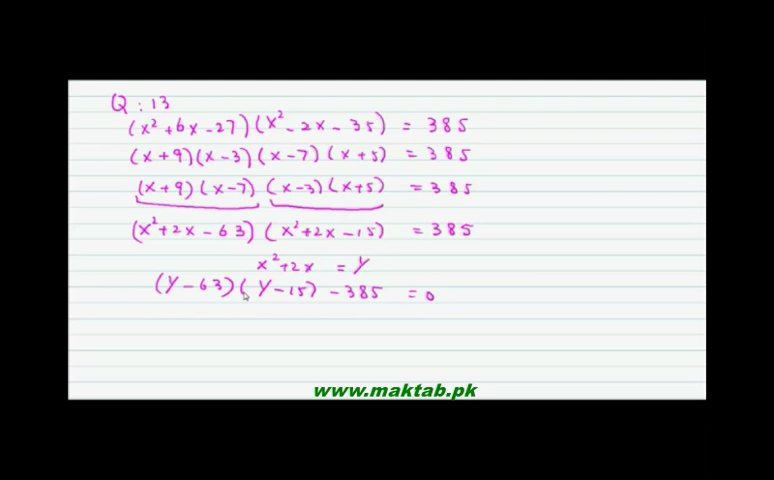 Q : 13
(x² + 6x - 27) (x² - 2x - 35) = 385
(x + 9) (x - 3) (x - 7) (x + 5) = 385
(x + 9) (x - 7) (x - 3) (x + 5) = 385
(x² + 2x - 63) (x² + 2x - 15) = 385
x² + 2x = y
(y - 63) (y - 15) - 385 = 0
www.maktab.pk